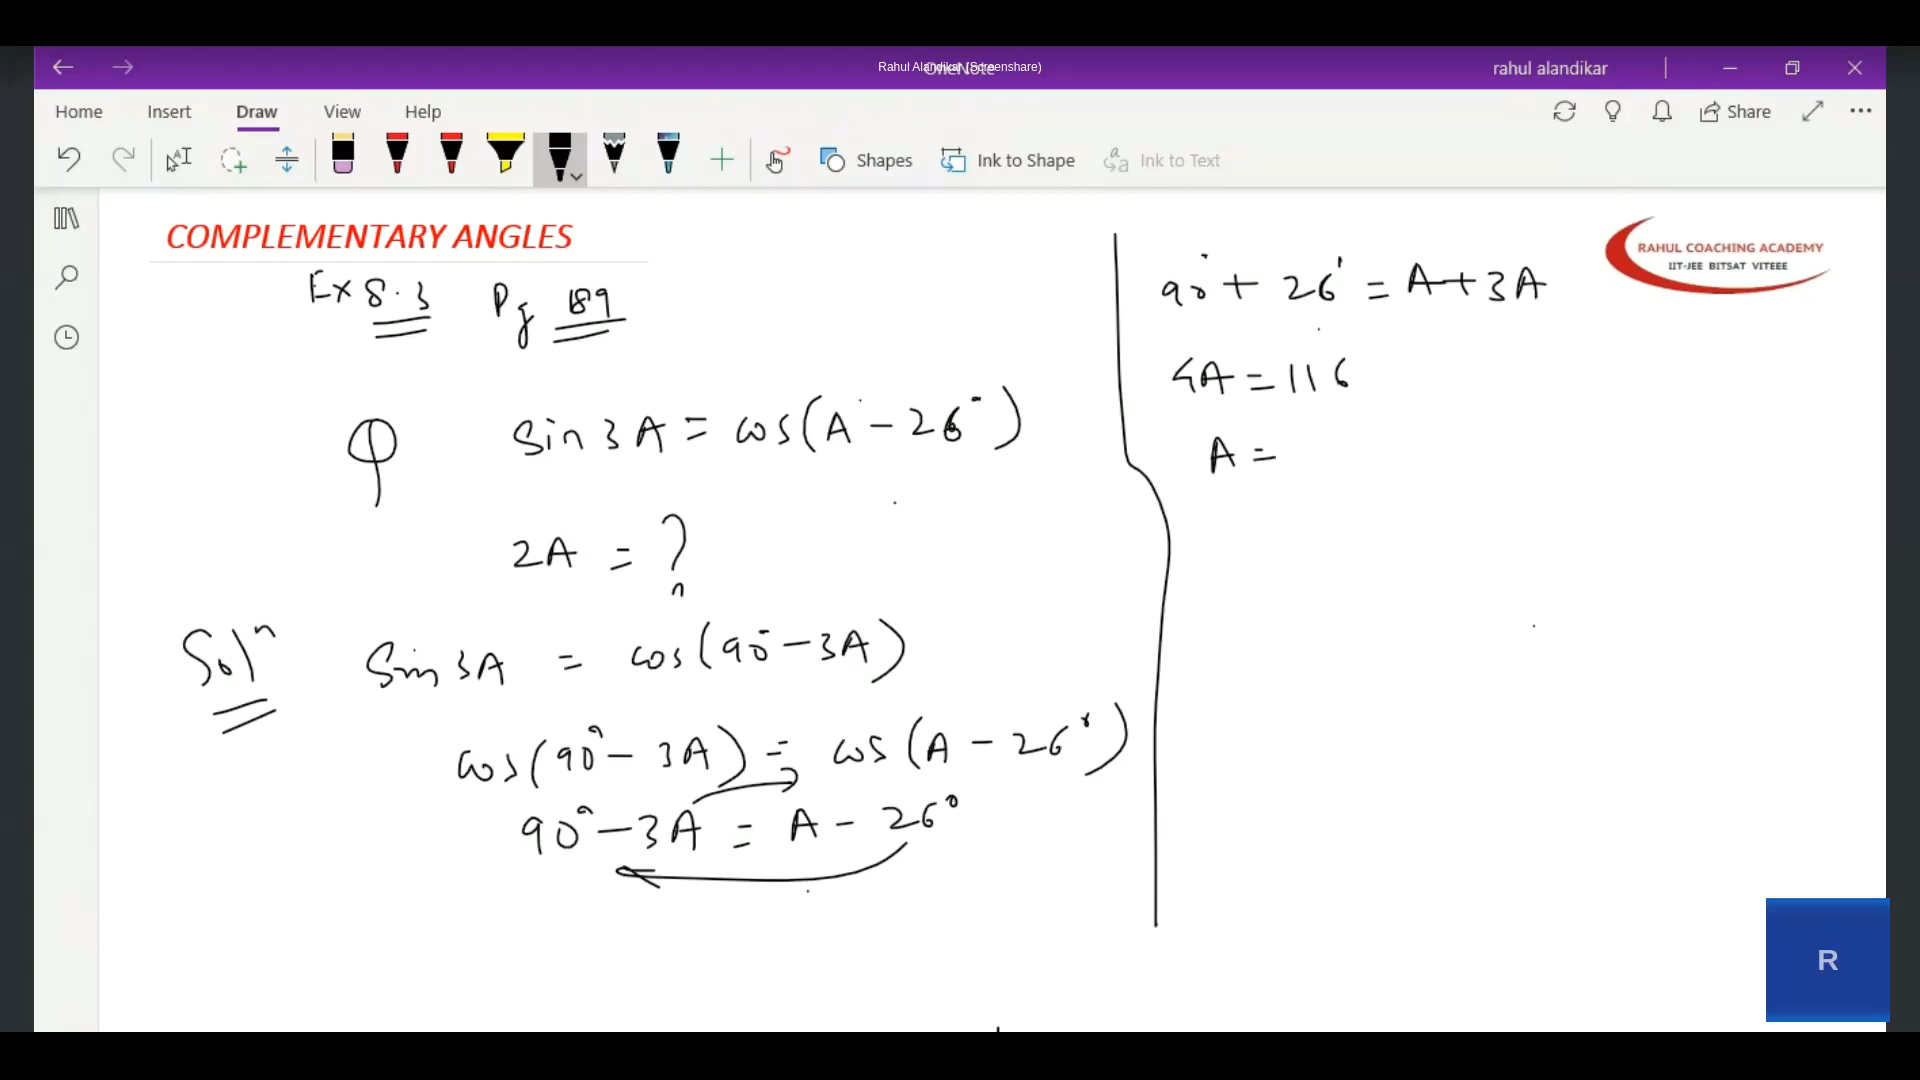 Rahul Alandikar (Screenshare)
OneNote
rahul alandikar
Home Insert Draw View Help
Share
Shapes Ink to Shape Ink to Text
COMPLEMENTARY ANGLES
Ex 8.3 Pg 189
RAHUL COACHING ACADEMY
IIT-JEE BITSAT VITEEE
Q sin 3A = cos(A - 26°)
2A = ?
Solⁿ Sin 3A = cos(90° - 3A)
cos(90° - 3A) = cos(A - 26°)
90° - 3A = A - 26°
90° + 26° = A + 3A
4A = 116
A =
R